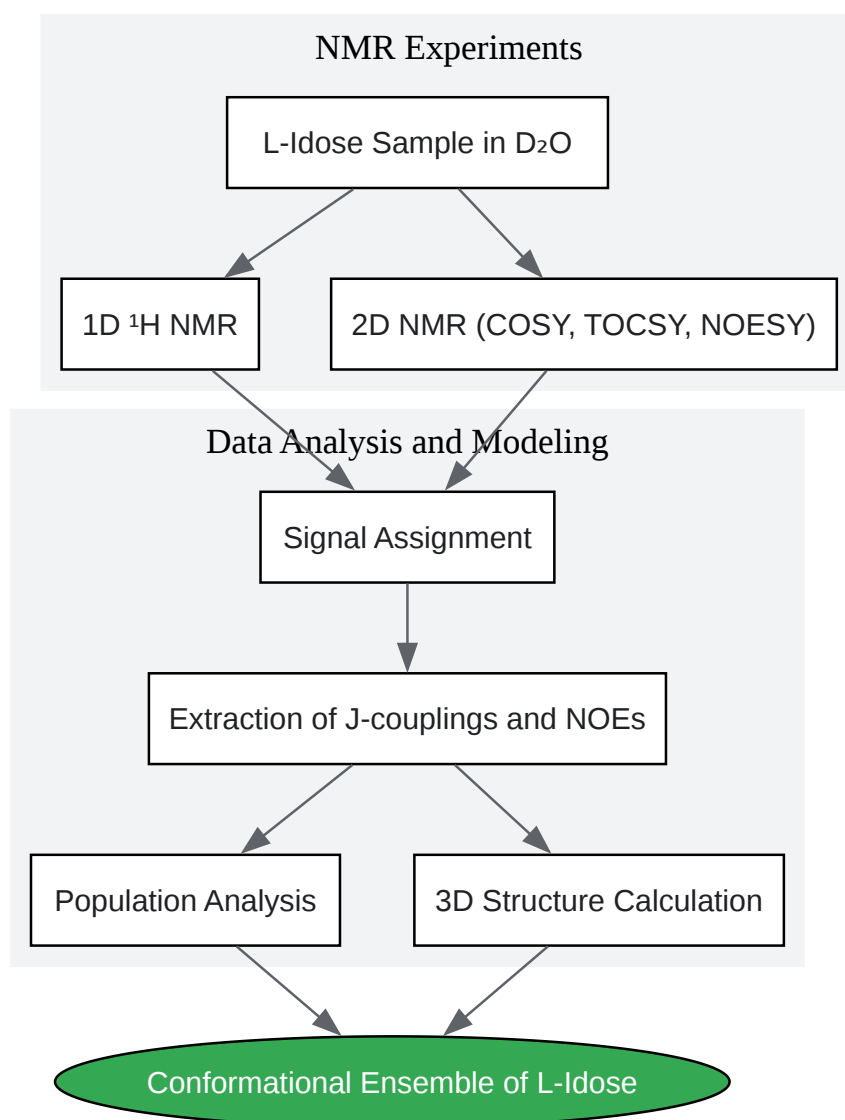 NMR Experiments
L-Idose Sample in D₂O
1D ¹H NMR
2D NMR (COSY, TOCSY, NOESY)
Data Analysis and Modeling
Signal Assignment
Extraction of J-couplings and NOEs
Population Analysis
3D Structure Calculation
Conformational Ensemble of L-Idose